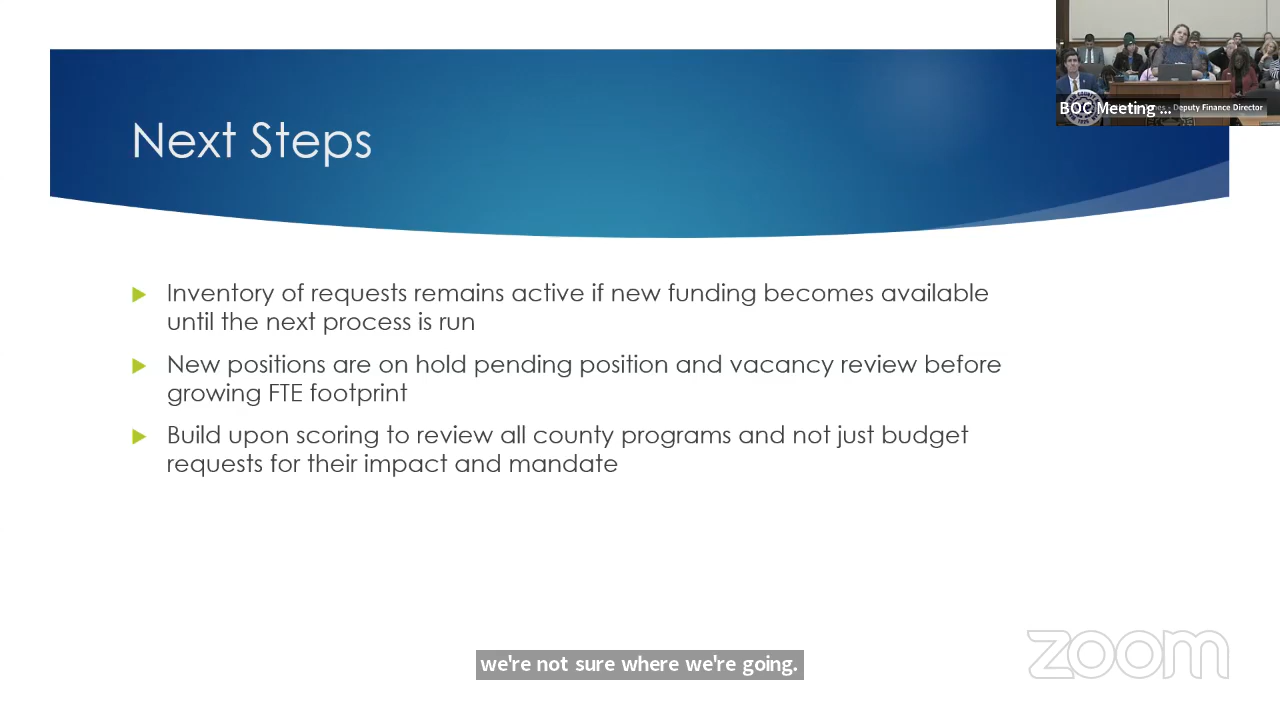 Next Steps
BOC Meeting ...
- Deputy Finance Director
Inventory of requests remains active if new funding becomes available
until the next process is run
New positions are on hold pending position and vacancy review before
growing FTE footprint
Build upon scoring to review all county programs and not just budget
requests for their impact and mandate
we're not sure where we're going.
zoom